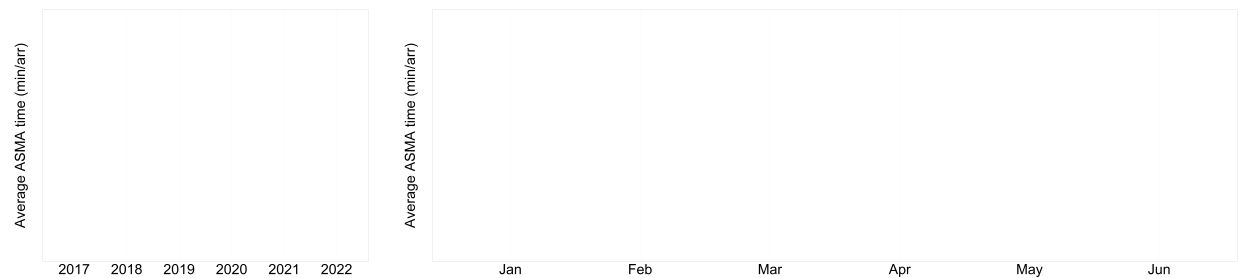 Average ASMA time (min/arr)
2017 2018 2019 2020 2021 2022
Average ASMA time (min/arr)
Jan Feb Mar Apr May Jun